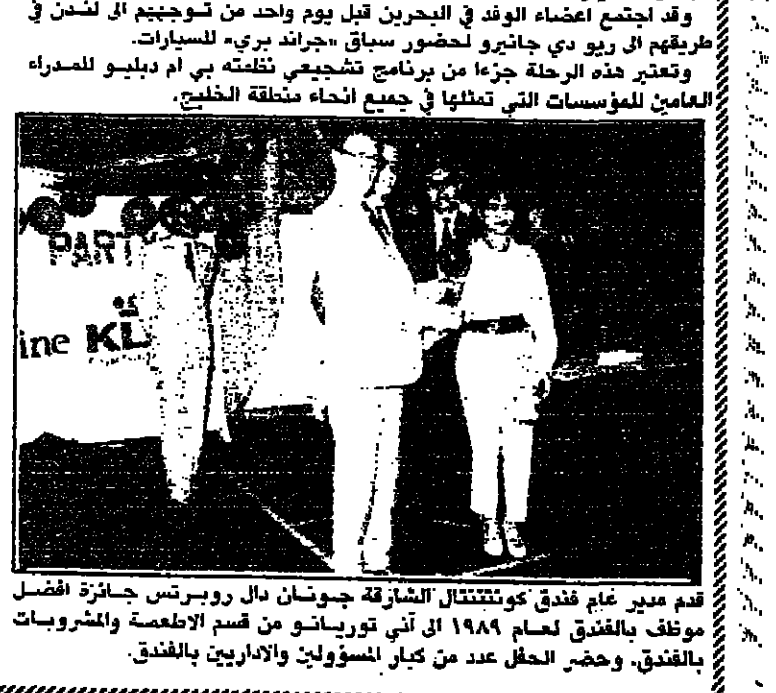 وقد اجتمع اعضاء الوفد في البحرين قبل يوم واحد من توجههم الى لندن في
طريقهم الى ريو دي جانيرو لحضور سباق «جراند بري» للسيارات.
وتعتبر هذه الرحلة جزءا من برنامج تشجيعي نظمته بي ام دبليو للمدراء
العامين للمؤسسات التي تمثلها في جميع انحاء منطقة الخليج.
PART
ine KL
قدم مدير عام فندق كونتننتال الشارقة جونان دال روبرتس جائزة افضل
موظف بالفندق لعام ١٩٨٩ الى آني توريانو من قسم الاطعمة والمشروبات
بالفندق. وحضر الحفل عدد من كبار المسؤولين والاداريين بالفندق.